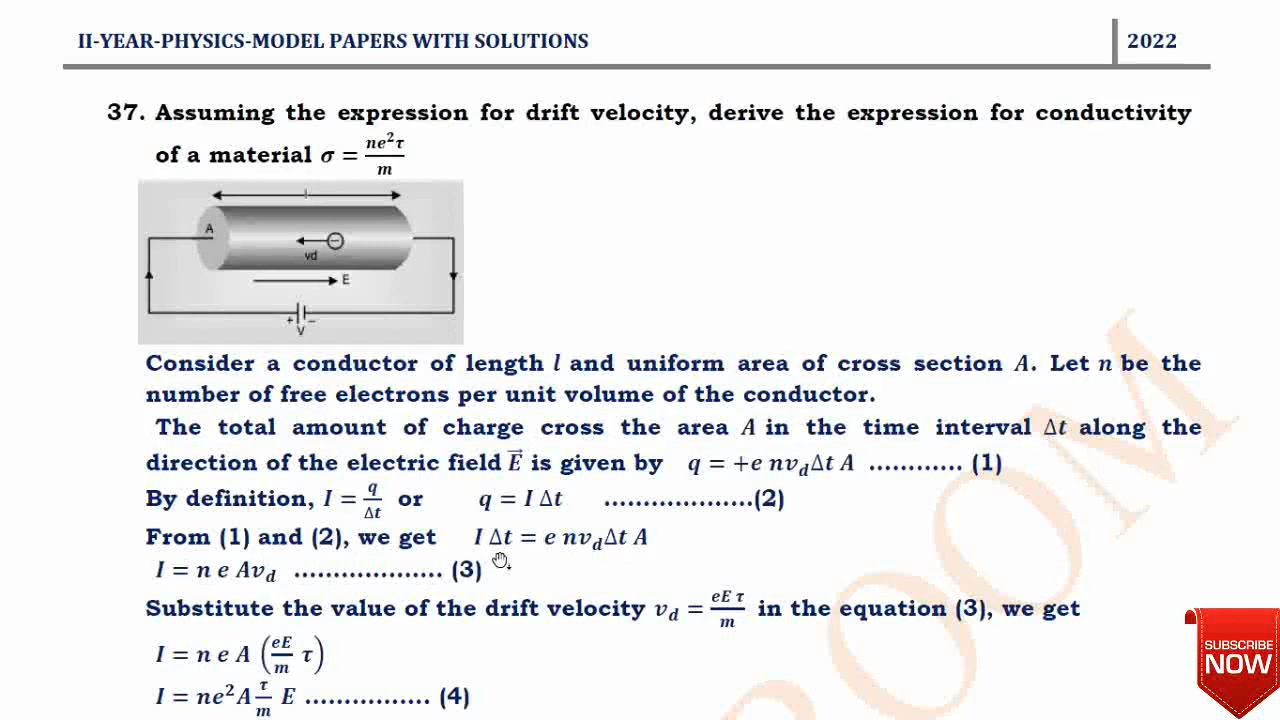 II-YEAR-PHYSICS-MODEL PAPERS WITH SOLUTIONS 2022
37. Assuming the expression for drift velocity, derive the expression for conductivity
of a material σ = ne²τ/m
l
A
vd
E
+ −
V
Consider a conductor of length l and uniform area of cross section A. Let n be the
number of free electrons per unit volume of the conductor.
The total amount of charge cross the area A in the time interval Δt along the
direction of the electric field E⃗ is given by q = +e nv_dΔt A ............ (1)
By definition, I = q/Δt or q = I Δt ...................(2)
From (1) and (2), we get I Δt = e nv_dΔt A
I = n e Av_d ................... (3)
Substitute the value of the drift velocity v_d = eE τ/m in the equation (3), we get
I = n e A (eE/m τ)
I = ne²A τ/m E ................ (4)
OOM
SUBSCRIBE
NOW